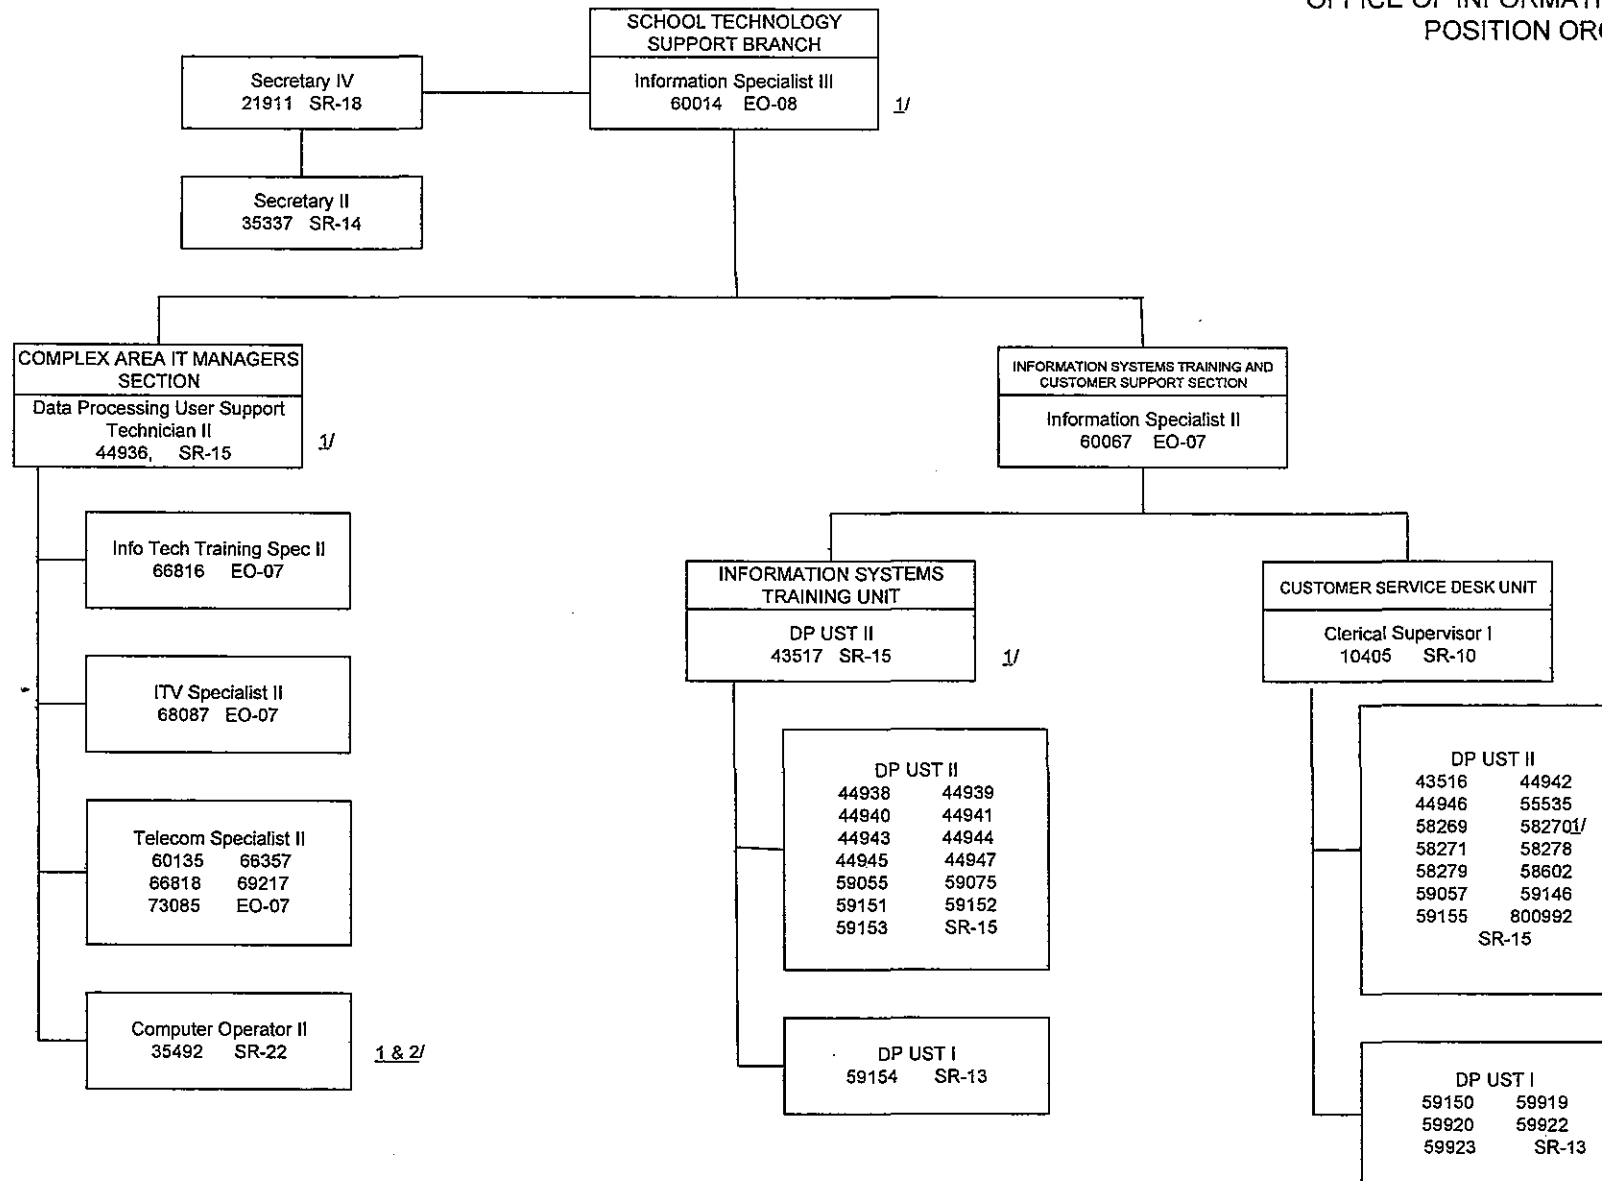 OFFICE OF INFORMATI
POSITION ORG
SCHOOL TECHNOLOGY
SUPPORT BRANCH
Information Specialist III
60014 EO-08
1/
Secretary IV
21911 SR-18
Secretary II
35337 SR-14
COMPLEX AREA IT MANAGERS
SECTION
Data Processing User Support
Technician II
44936, SR-15
1/
Info Tech Training Spec II
66816 EO-07
ITV Specialist II
68087 EO-07
Telecom Specialist II
60135 66357
66818 69217
73085 EO-07
Computer Operator II
35492 SR-22
1 & 2/
INFORMATION SYSTEMS TRAINING AND
CUSTOMER SUPPORT SECTION
Information Specialist II
60067 EO-07
INFORMATION SYSTEMS
TRAINING UNIT
DP UST II
43517 SR-15
1/
DP UST II
44938 44939
44940 44941
44943 44944
44945 44947
59055 59075
59151 59152
59153 SR-15
DP UST I
59154 SR-13
CUSTOMER SERVICE DESK UNIT
Clerical Supervisor I
10405 SR-10
DP UST II
43516 44942
44946 55535
58269 582701/
58271 58278
58279 58602
59057 59146
59155 800992
SR-15
DP UST I
59150 59919
59920 59922
59923 SR-13